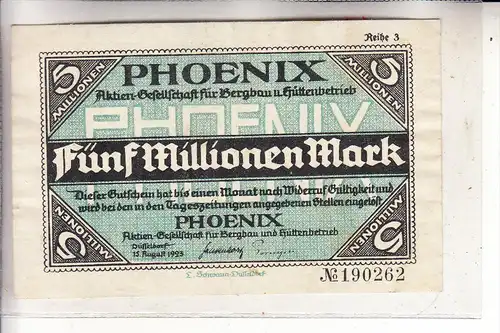 Reihe 3
5 MILLIONEN
5 MILLIONEN
PHOENIX
Aktien-Gesellschaft für Bergbau u. Hüttenbetrieb
PHOENIX
Fünf Millionen Mark
Dieser Gutschein hat bis einen Monat nach Widerruf Gültigkeit und
wird bei den in den Tageszeitungen angegebenen Stellen eingelöst
PHOENIX
Aktien-Gesellschaft für Bergbau und Hüttenbetrieb
Düsseldorf
15 August 1923
5 MILLIONEN
5 MILLIONEN
№ 190262
L. Schwann-Düsseldorf